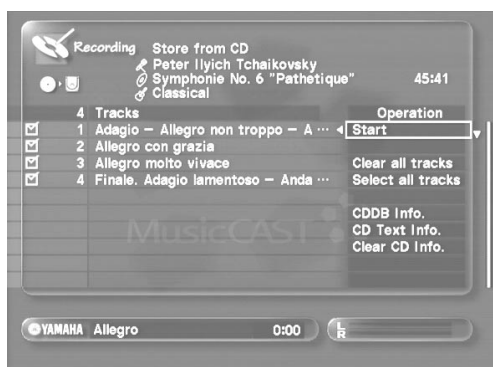 Recording Store from CD
Peter Ilyich Tchaikovsky
Symphonie No. 6 "Pathetique" 45:41
Classical
4 Tracks Operation
1 Adagio – Allegro non troppo – A ··· Start
2 Allegro con grazia
3 Allegro molto vivace Clear all tracks
4 Finale. Adagio lamentoso – Anda ··· Select all tracks
CDDB Info.
MusicCAST CD Text Info.
Clear CD Info.
YAMAHA Allegro 0:00 L
R